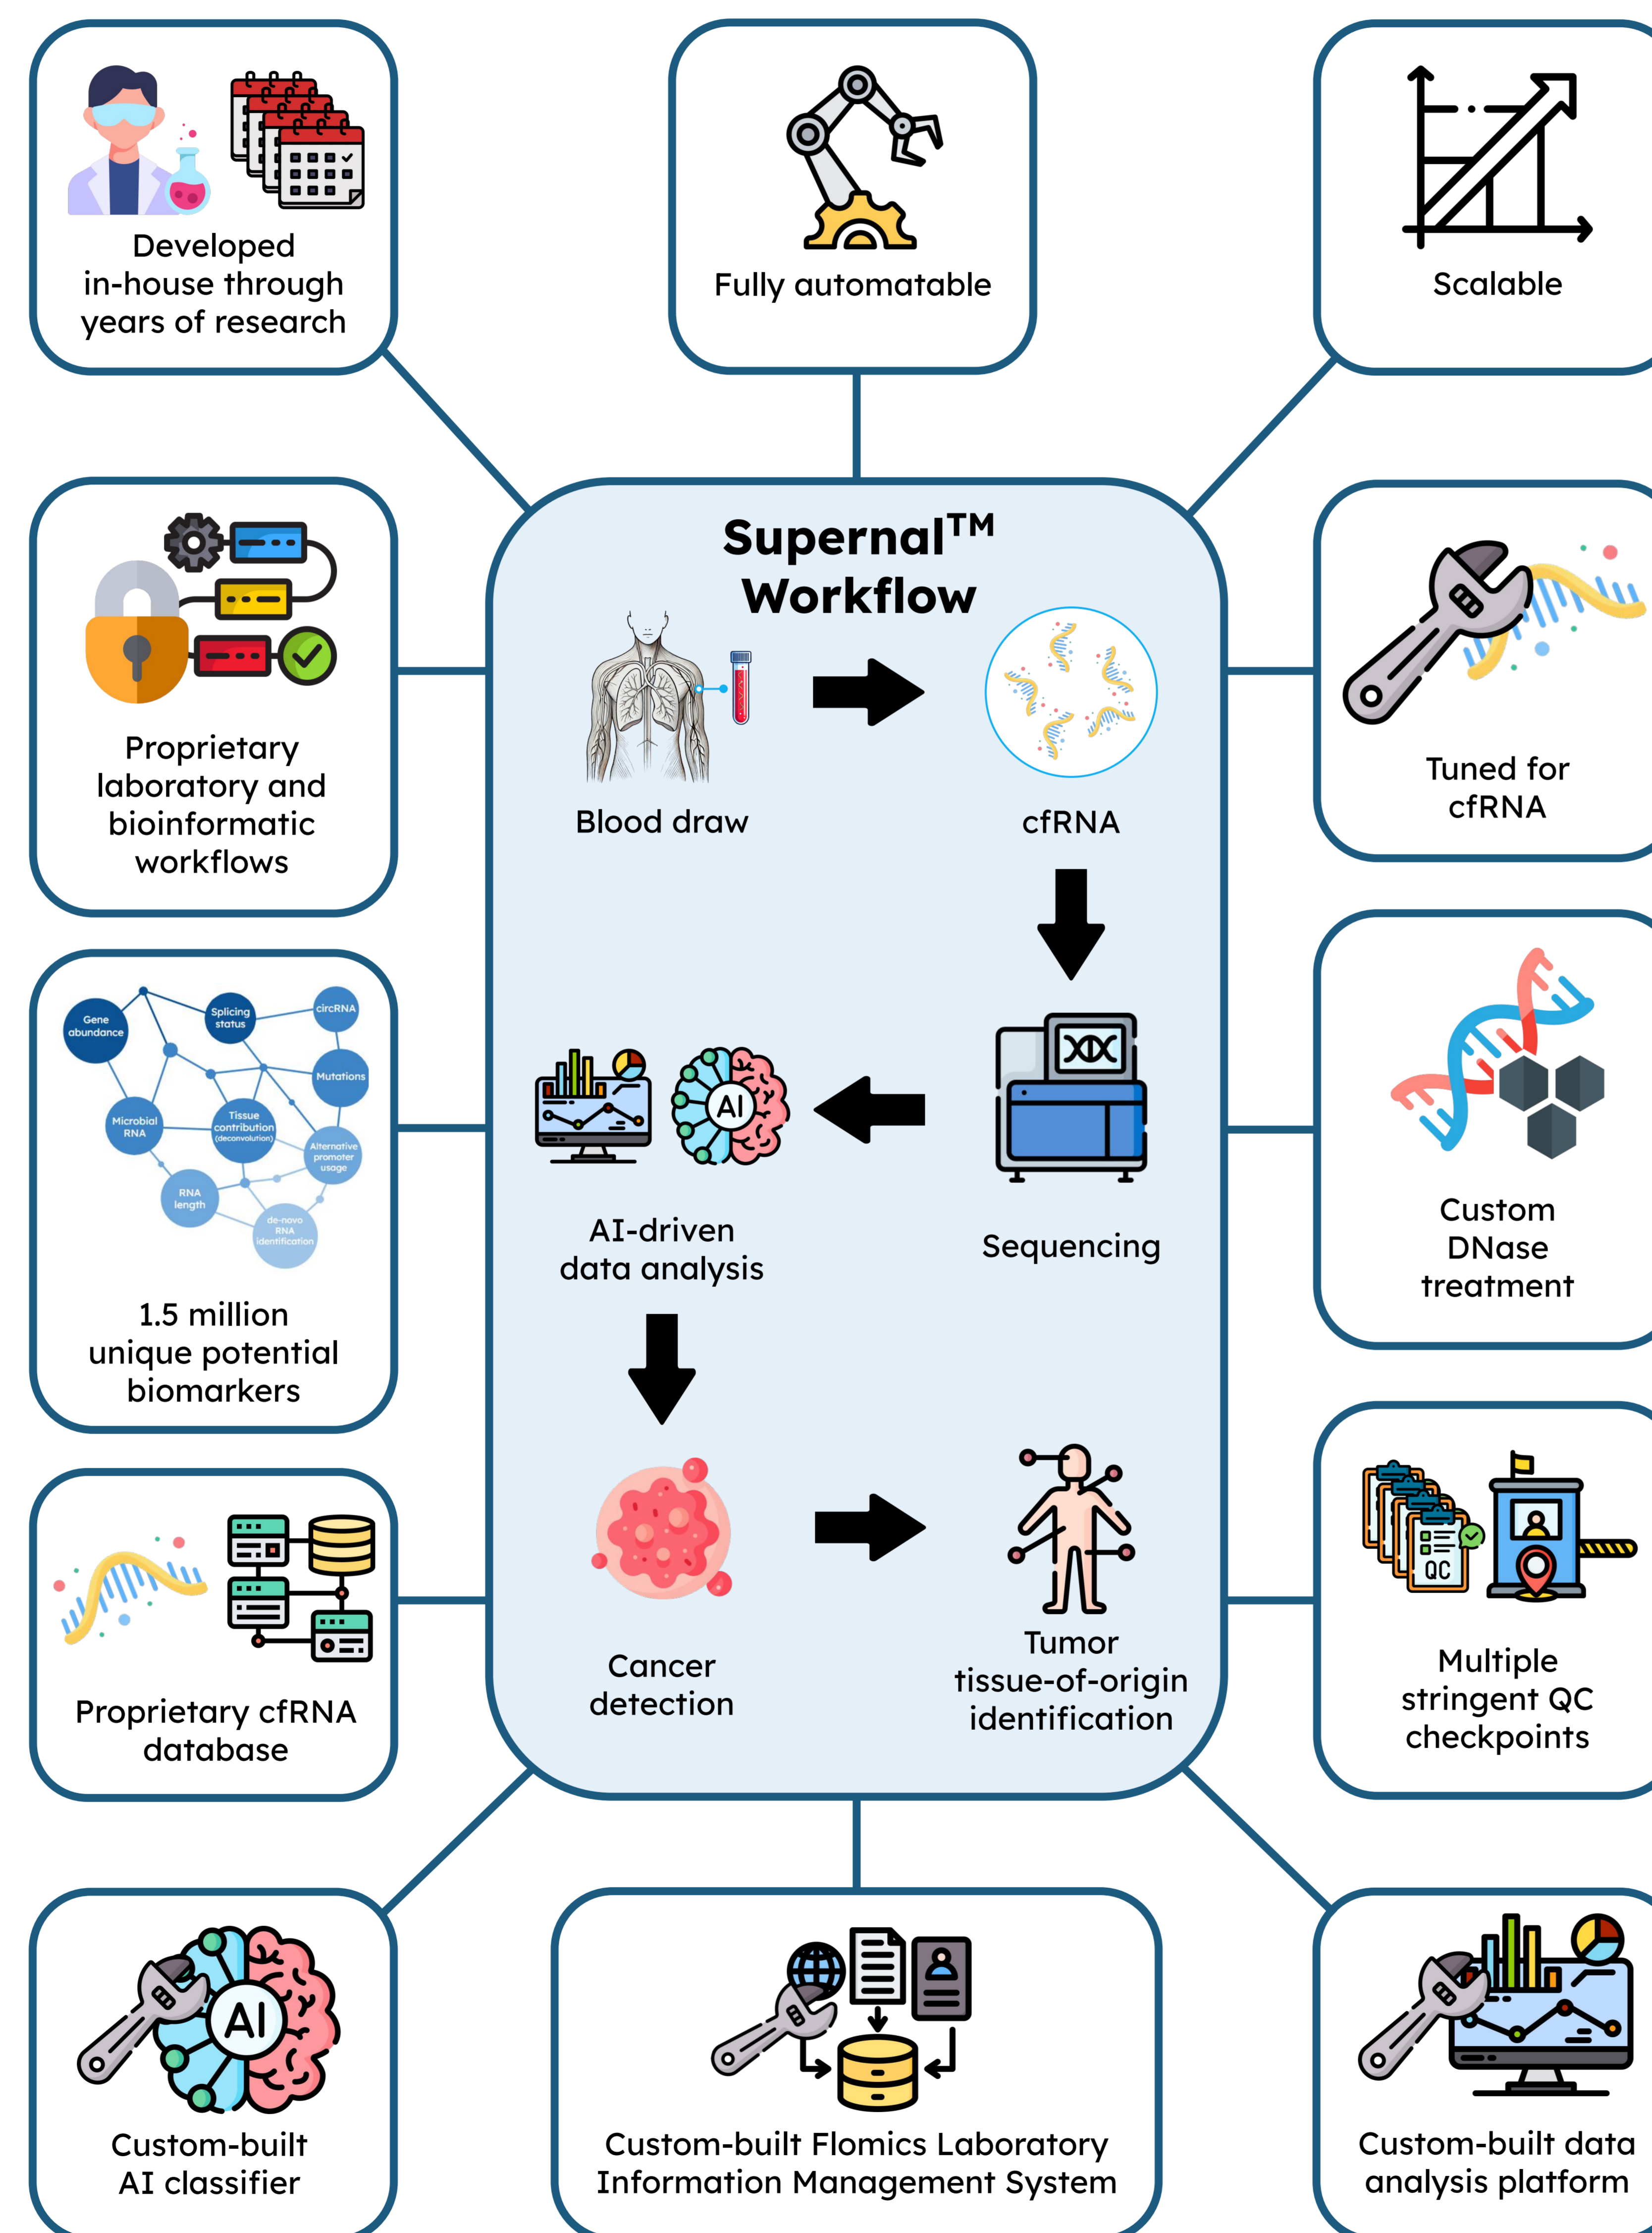 Developed
in-house through
years of research
Fully automatable
Scalable
Proprietary
laboratory and
bioinformatic
workflows
Gene
abundance
Splicing
status
circRNA
Mutations
Microbial
RNA
Tissue
contribution
(deconvolution)
Alternative
promoter
usage
RNA
length
de-novo
RNA
identification
1.5 million
unique potential
biomarkers
Proprietary cfRNA
database
Supernal™
Workflow
Blood draw
cfRNA
Sequencing
AI
AI-driven
data analysis
Cancer
detection
Tumor
tissue-of-origin
identification
Tuned for
cfRNA
Custom
DNase
treatment
QC
Multiple
stringent QC
checkpoints
AI
Custom-built
AI classifier
Custom-built Flomics Laboratory
Information Management System
Custom-built data
analysis platform